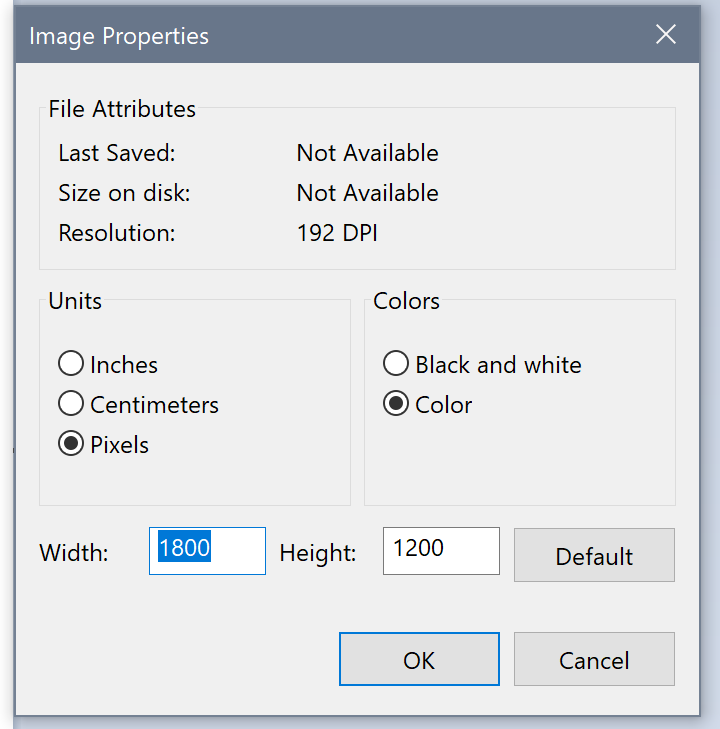 Image Properties
File Attributes
Last Saved: Not Available
Size on disk: Not Available
Resolution: 192 DPI
Units
Inches
Centimeters
Pixels
Colors
Black and white
Color
Width: 1800 Height: 1200 Default
OK Cancel